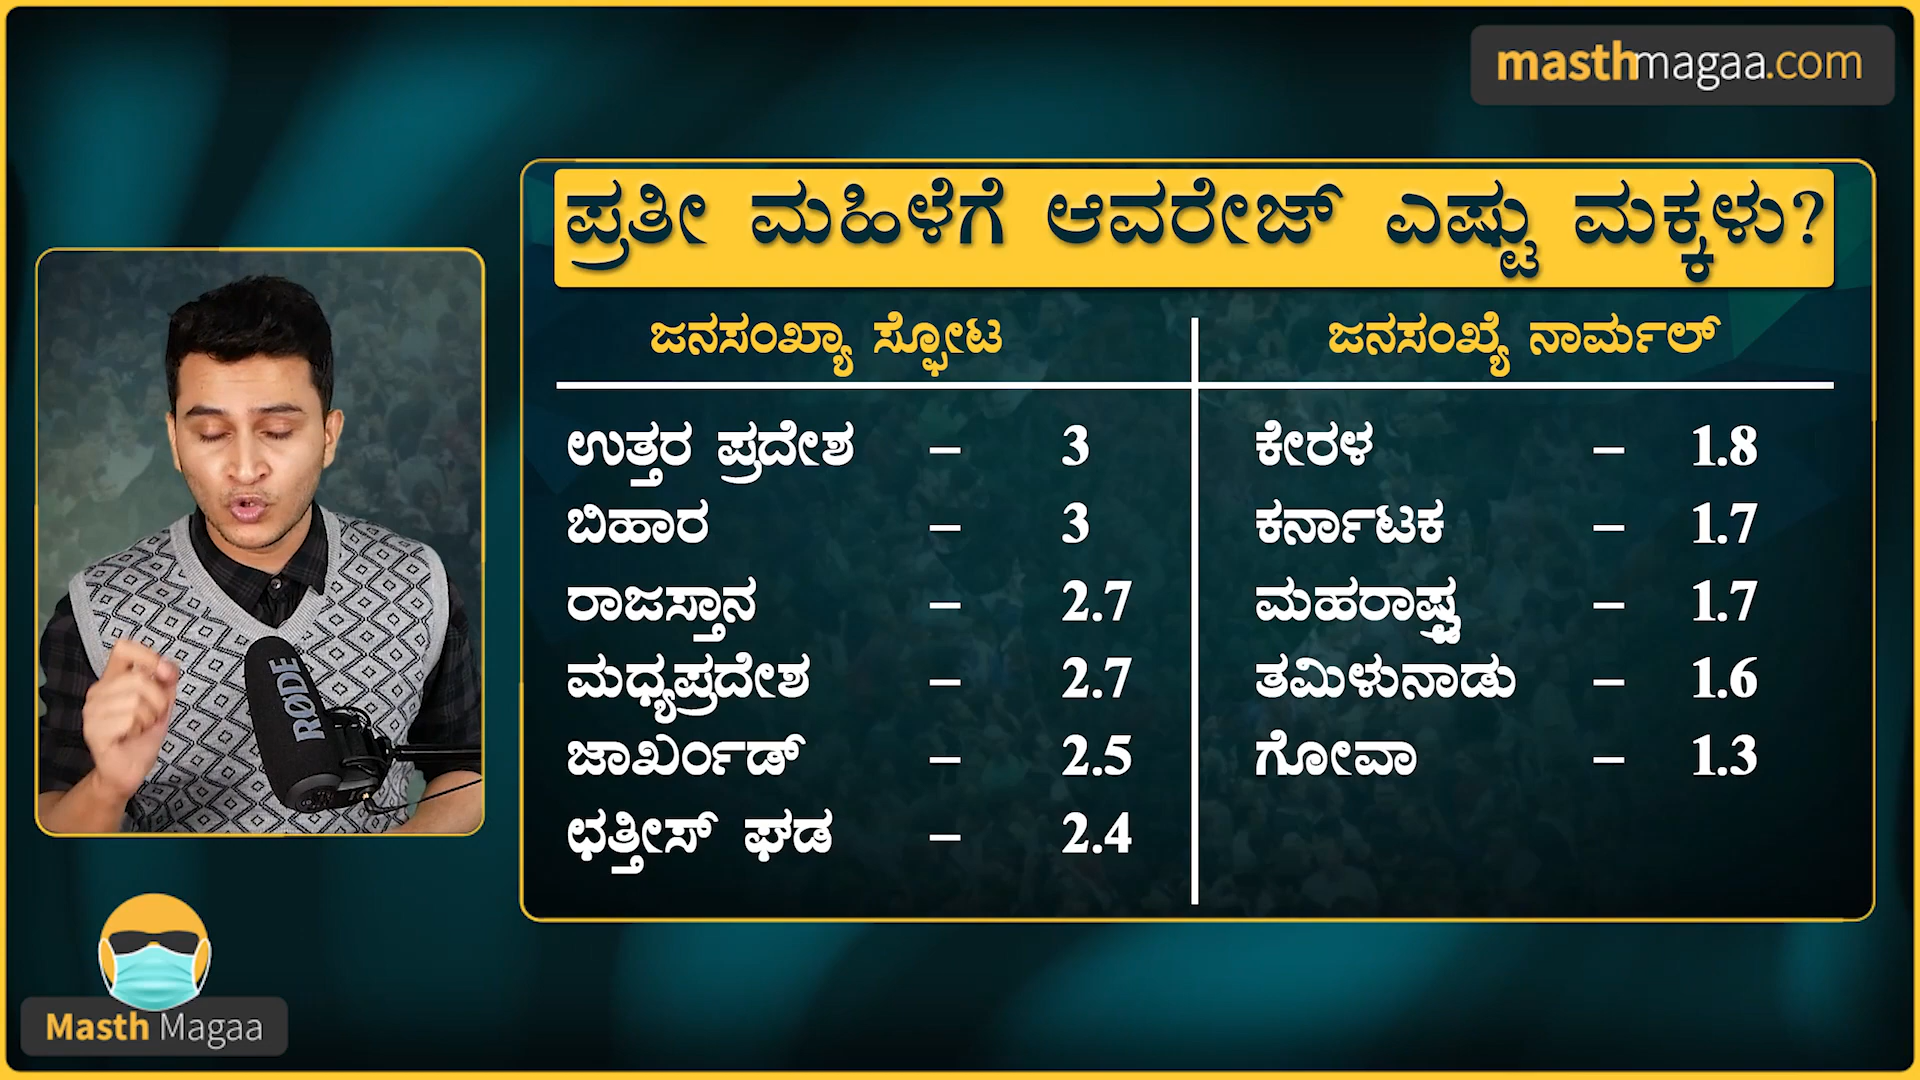 masthmagaa.com
ಪ್ರತೀ ಮಹಿಳೆಗೆ ಆವರೇಜ್ ಎಷ್ಟು ಮಕ್ಕಳು?
ಜನಸಂಖ್ಯಾ ಸ್ಫೋಟ
ಉತ್ತರ ಪ್ರದೇಶ – 3
ಬಿಹಾರ – 3
ರಾಜಸ್ತಾನ – 2.7
ಮಧ್ಯಪ್ರದೇಶ – 2.7
ಜಾರ್ಖಂಡ್ – 2.5
ಛತ್ತೀಸ್ ಘಡ – 2.4
ಜನಸಂಖ್ಯೆ ನಾರ್ಮಲ್
ಕೇರಳ – 1.8
ಕರ್ನಾಟಕ – 1.7
ಮಹರಾಷ್ಟ್ರ – 1.7
ತಮಿಳುನಾಡು – 1.6
ಗೋವಾ – 1.3
RØDE
Masth Magaa